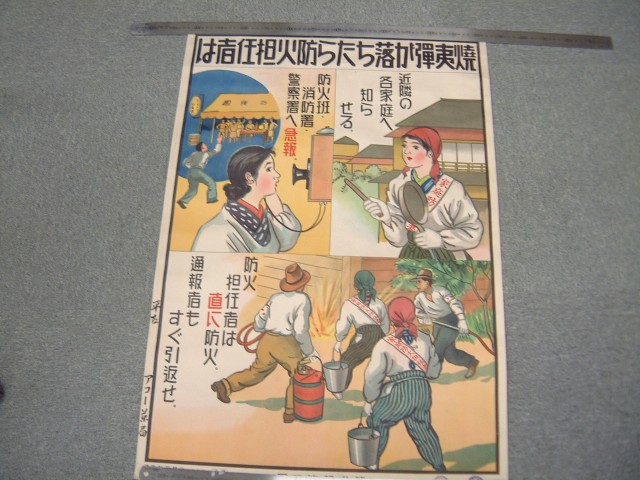 燒夷彈が落ちたら防火担任者は
近隣の
各家庭へ
知ら
せる。
防火班・
消防署・
警察署へ急報。
防火
担任者は
直に防火、
通報者も
すぐ引返せ。